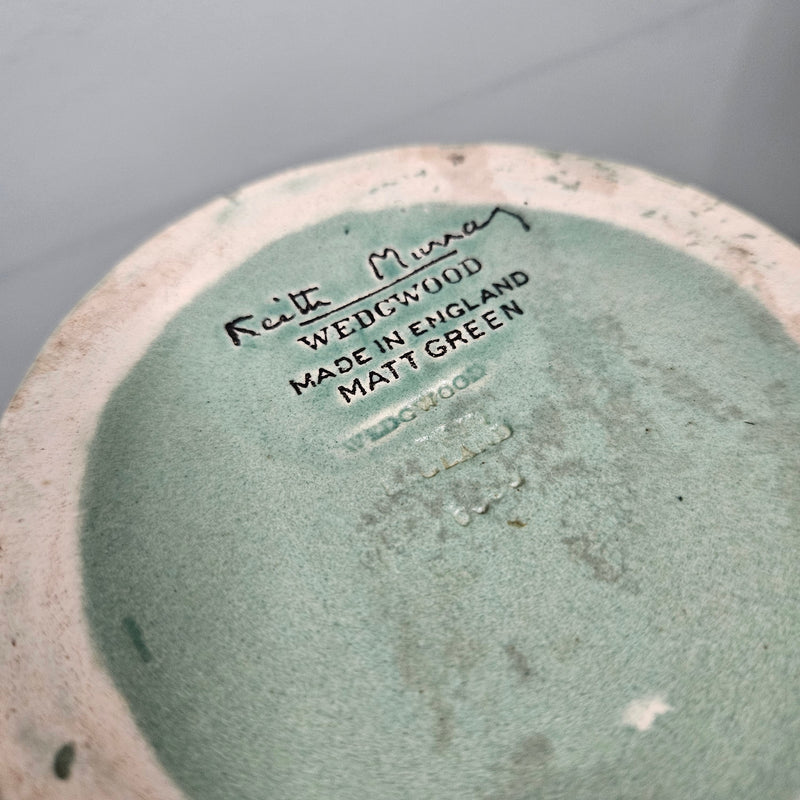 Keith Murray
WEDGWOOD
MADE IN ENGLAND
MATT GREEN
WEDGWOOD